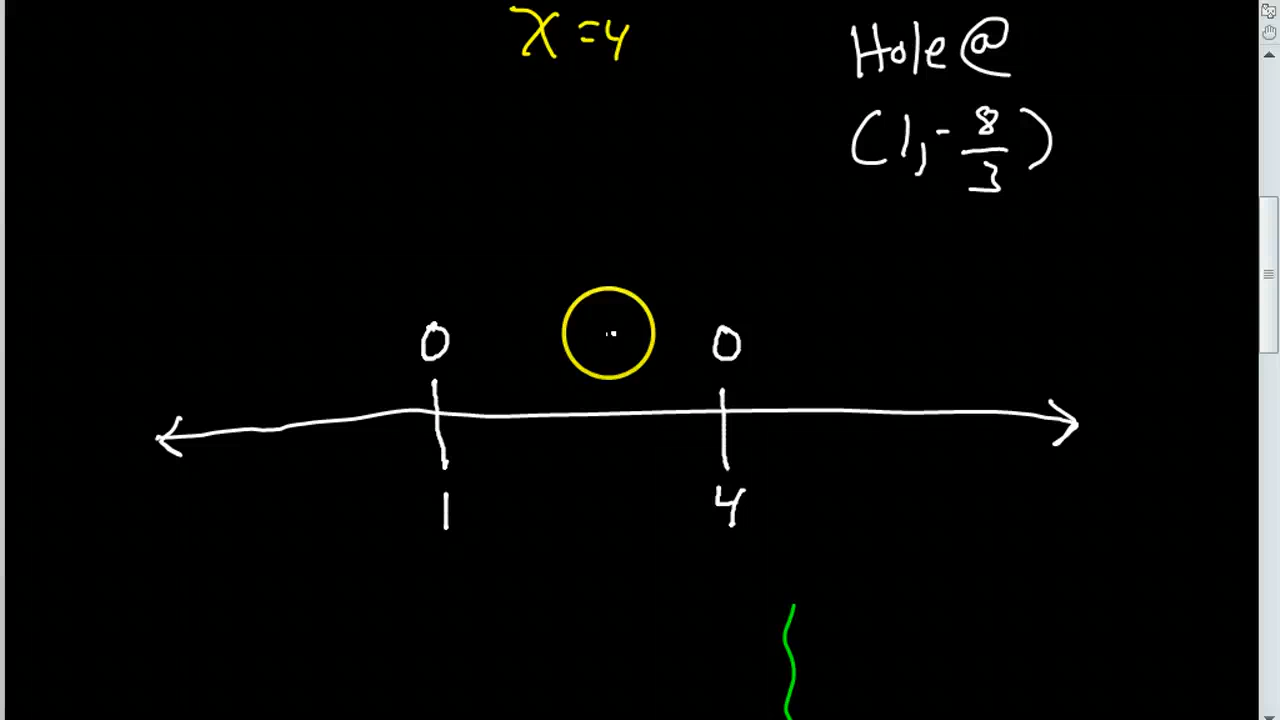 x = 4
Hole @
(1, -8/3)
0 0
1 4